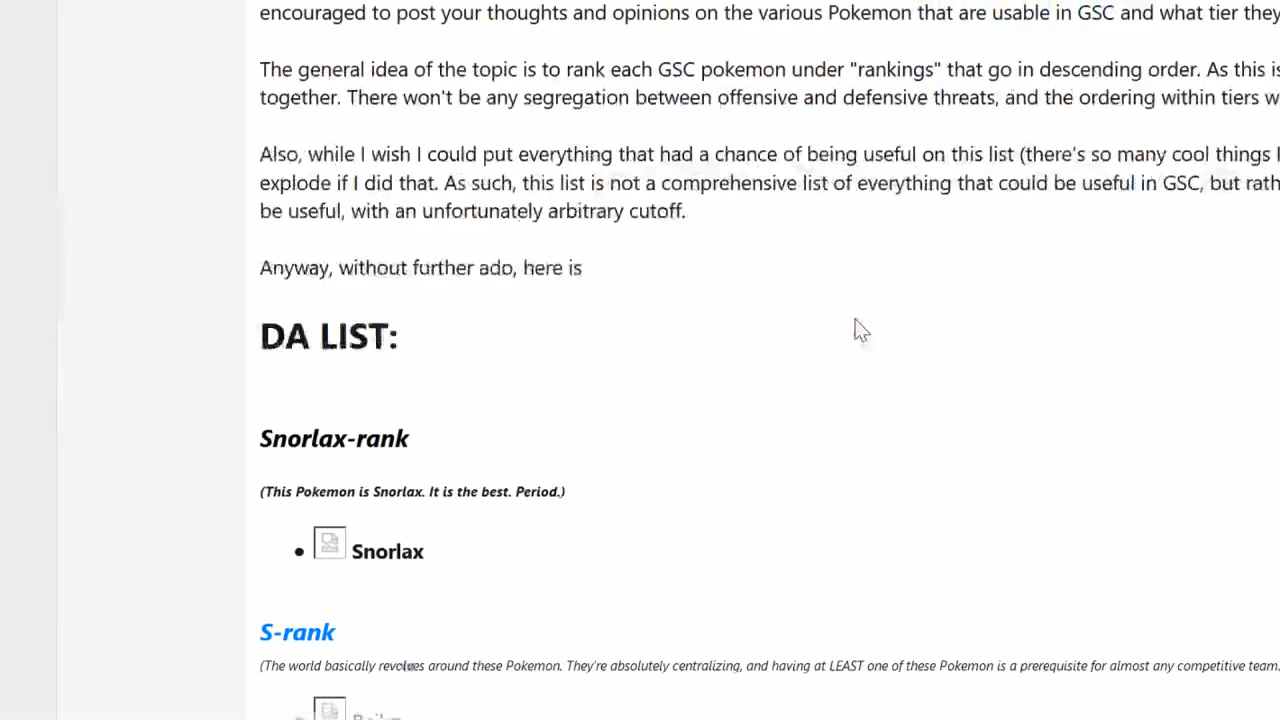 encouraged to post your thoughts and opinions on the various Pokemon that are usable in GSC and what tier they
The general idea of the topic is to rank each GSC pokemon under "rankings" that go in descending order. As this is
together. There won't be any segregation between offensive and defensive threats, and the ordering within tiers w
Also, while I wish I could put everything that had a chance of being useful on this list (there's so many cool things I
explode if I did that. As such, this list is not a comprehensive list of everything that could be useful in GSC, but rath
be useful, with an unfortunately arbitrary cutoff.
Anyway, without further ado, here is
DA LIST:
Snorlax-rank
(This Pokemon is Snorlax. It is the best. Period.)
• Snorlax
S-rank
(The world basically revolves around these Pokemon. They're absolutely centralizing, and having at LEAST one of these Pokemon is a prerequisite for almost any competitive team.